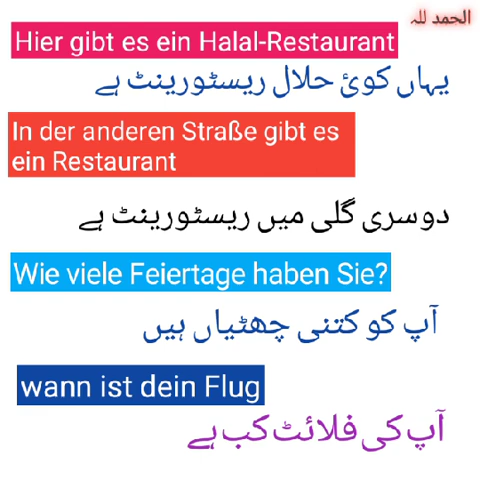 الحمد للہ
Hier gibt es ein Halal-Restaurant
یہاں کوئ حلال ریسٹورینٹ ہے
In der anderen Straße gibt es
ein Restaurant
دوسری گلی میں ریسٹورینٹ ہے
Wie viele Feiertage haben Sie?
آپ کو کتنی چھٹیاں ہیں
wann ist dein Flug
آپ کی فلائٹ کب ہے